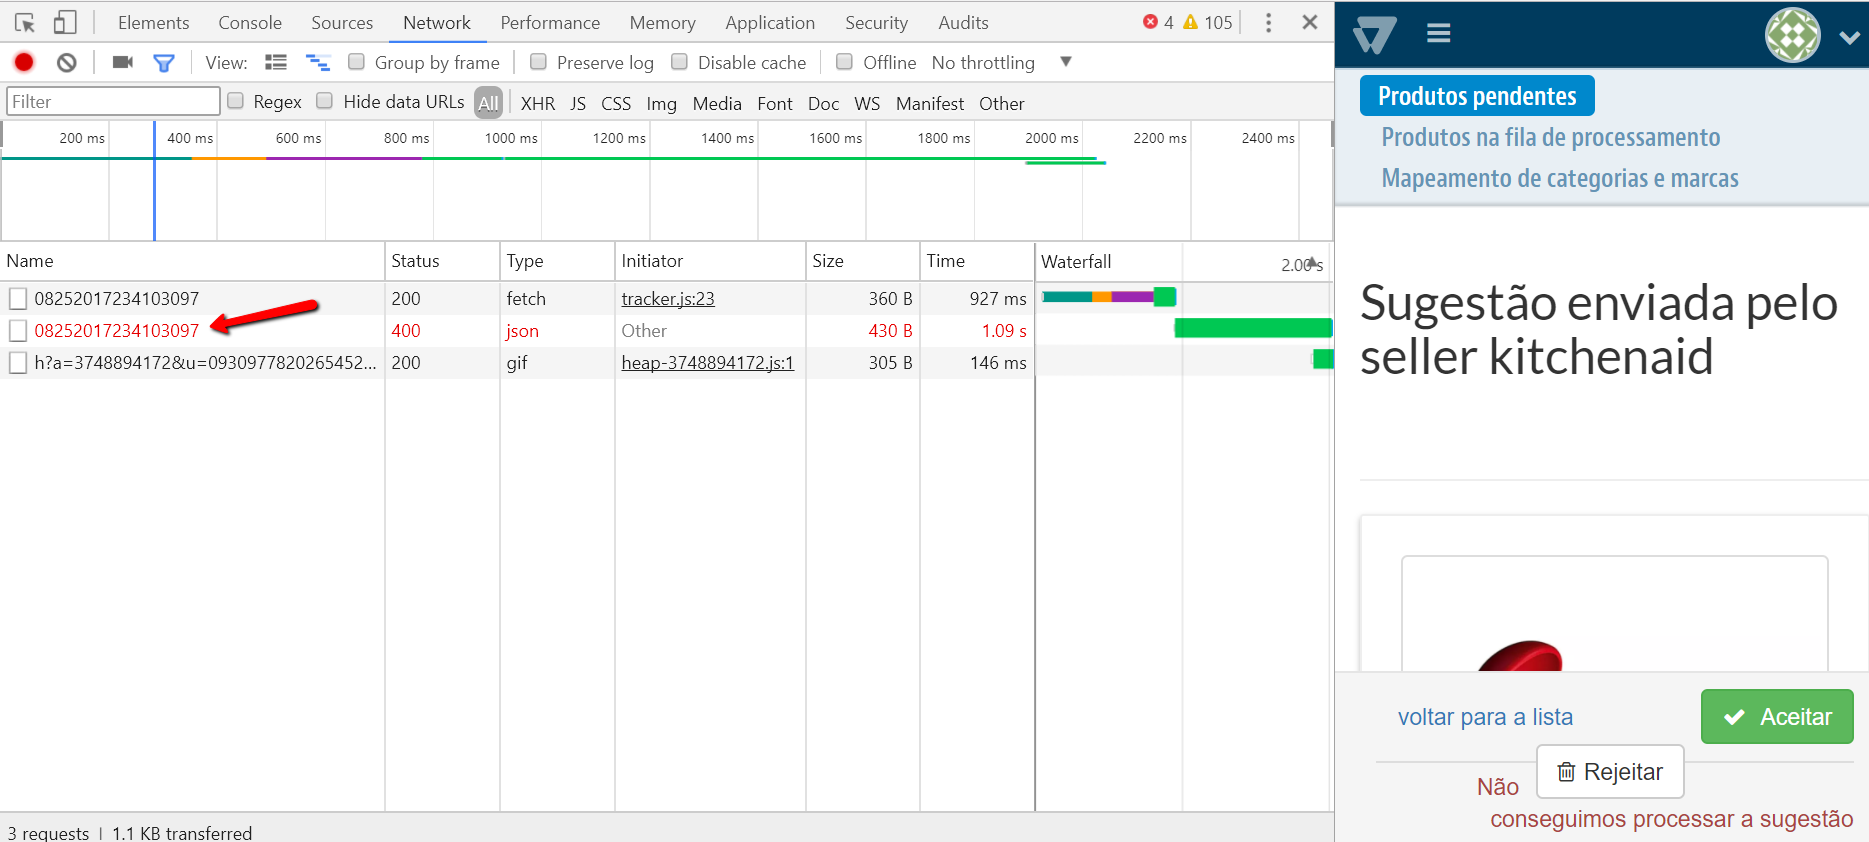 Elements Console Sources Network Performance Memory Application Security Audits 4 105
View: Group by frame Preserve log Disable cache Offline No throttling
Filter Regex Hide data URLs All XHR JS CSS Img Media Font Doc WS Manifest Other
200 ms 400 ms 600 ms 800 ms 1000 ms 1200 ms 1400 ms 1600 ms 1800 ms 2000 ms 2200 ms 2400 ms
Name Status Type Initiator Size Time Waterfall 2.00 s
08252017234103097 200 fetch tracker.js:23 360 B 927 ms
08252017234103097 400 json Other 430 B 1.09 s
h?a=3748894172&u=0930977820265452... 200 gif heap-3748894172.js:1 305 B 146 ms
3 requests | 1.1 KB transferred
Produtos pendentes
Produtos na fila de processamento
Mapeamento de categorias e marcas
Sugestão enviada pelo
seller kitchenaid
voltar para a lista Aceitar
Rejeitar
Não
conseguimos processar a sugestão